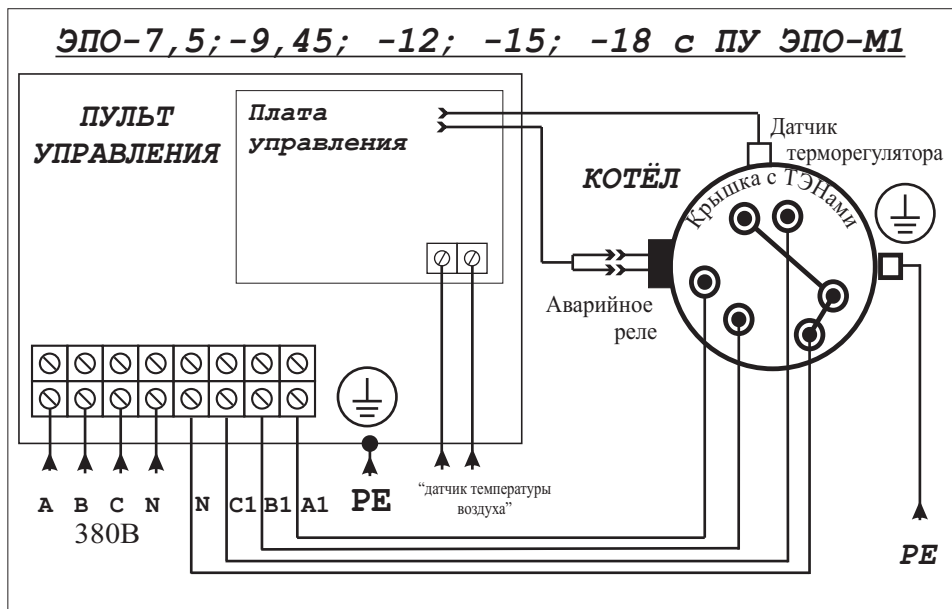 ЭПО-7,5;-9,45; -12; -15; -18 с ПУ ЭПО-М1
ПУЛЬТ
УПРАВЛЕНИЯ
Плата
управления
КОТЁЛ
Датчик
терморегулятора
Крышка с ТЭНами
Аварийное
реле
A B C N N C1 B1 A1 PE
380В
“датчик температуры
воздуха”
PE